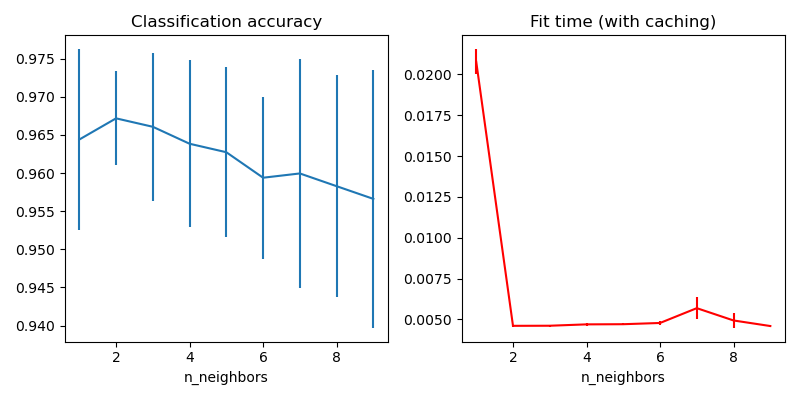 Classification accuracy
0.975
0.970
0.965
0.960
0.955
0.950
0.945
0.940
2 4 6 8
n_neighbors
Fit time (with caching)
0.0200
0.0175
0.0150
0.0125
0.0100
0.0075
0.0050
2 4 6 8
n_neighbors